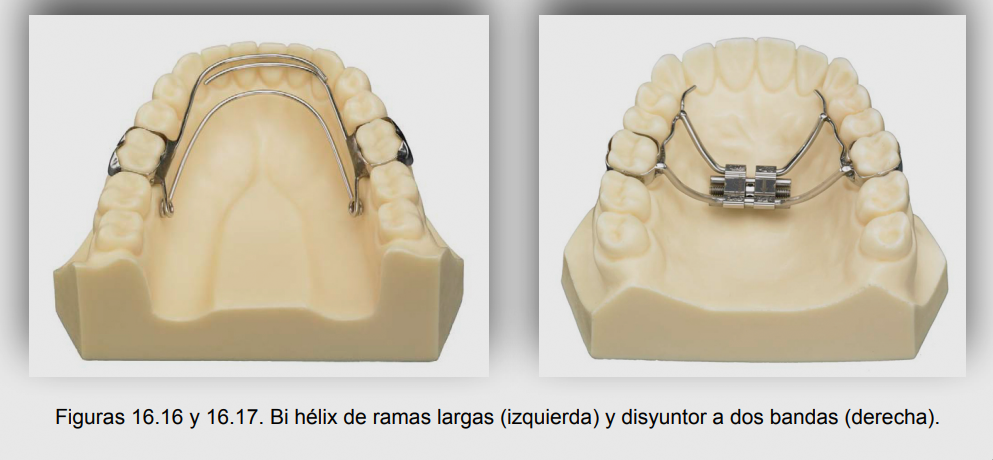 Figuras 16.16 y 16.17. Bi hélix de ramas largas (izquierda) y disyuntor a dos bandas (derecha).